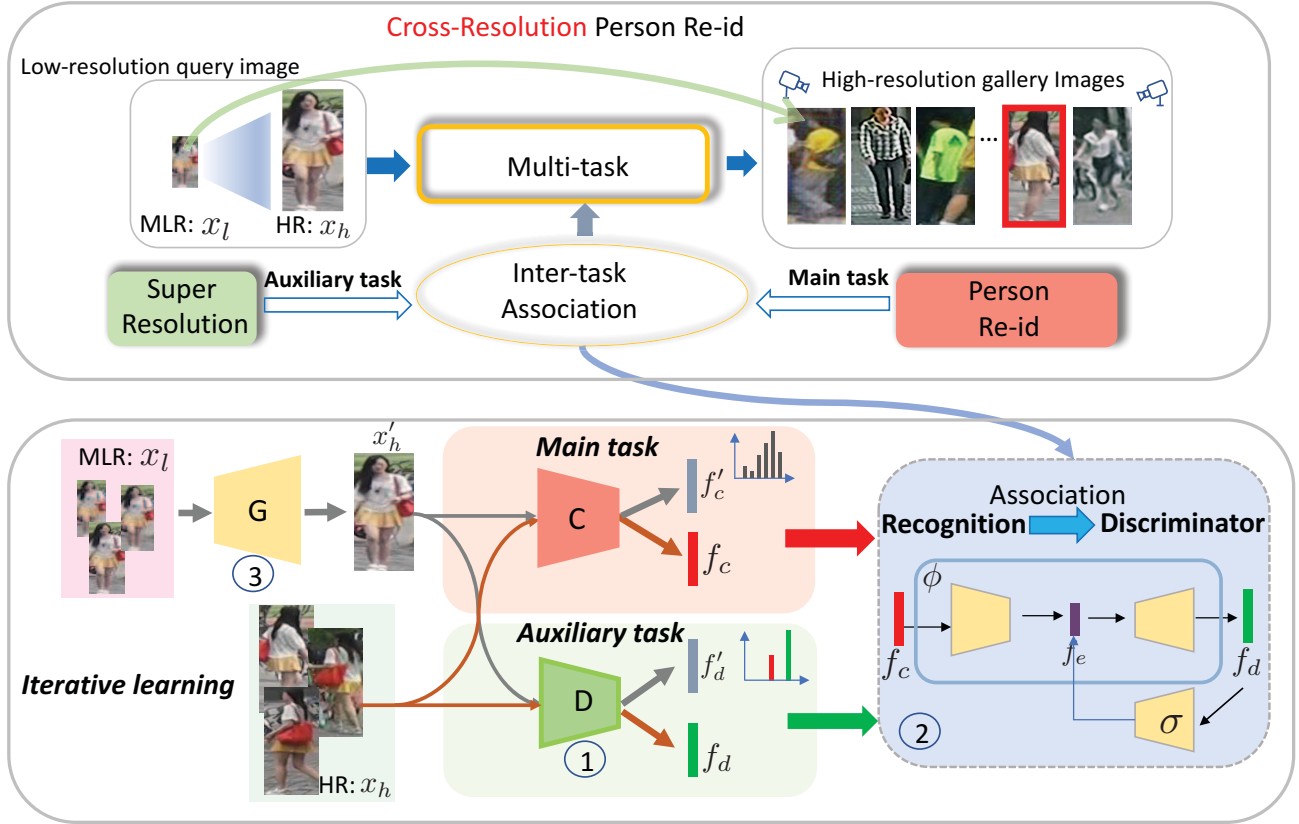 Cross-Resolution Person Re-id
Low-resolution query image
High-resolution gallery Images
...
Multi-task
MLR: x_l
HR: x_h
Super
Resolution
Auxiliary task
Inter-task
Association
Main task
Person
Re-id
MLR: x_l
G
3
x'_h
Main task
C
f'_c
f_c
Iterative learning
HR: x_h
Auxiliary task
D
1
f'_d
f_d
Association
Recognition
Discriminator
ϕ
f_c
f_e
f_d
σ
2